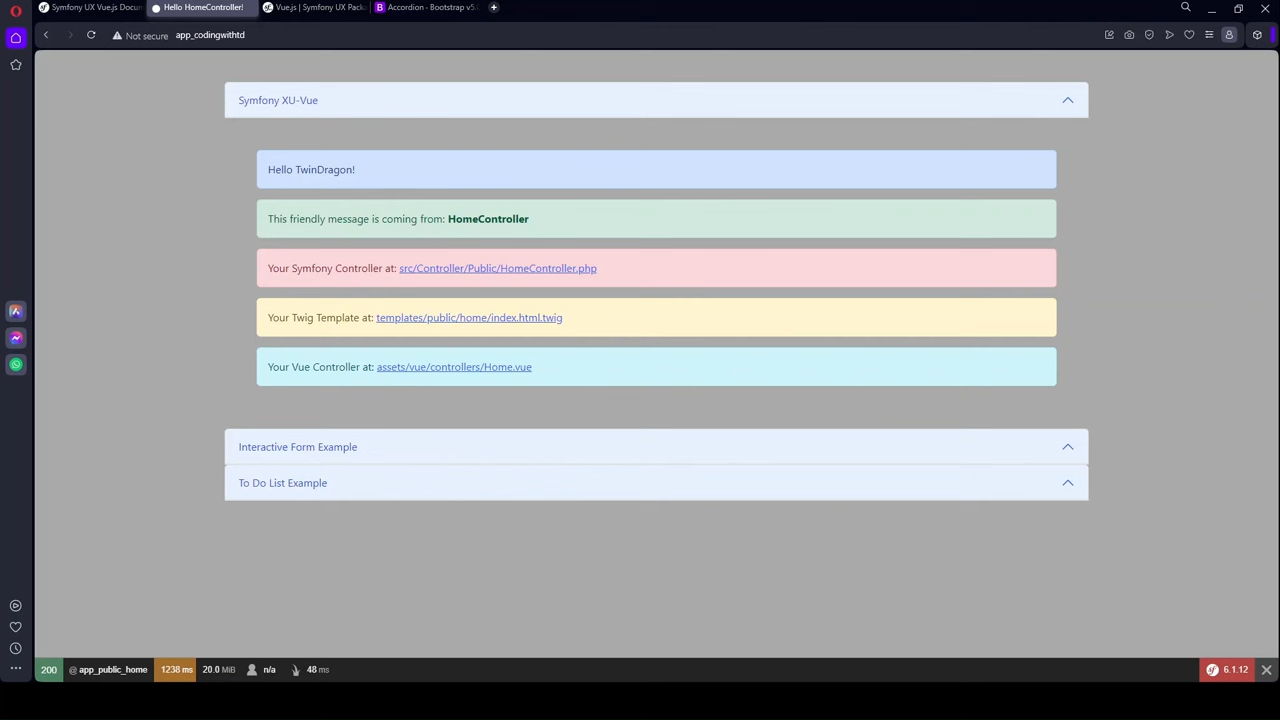 Symfony UX Vue.js Docum
Hello HomeController!
Vue.js | Symfony UX Pack
Accordion - Bootstrap v5.
Not secure
app_codingwithtd
Symfony XU-Vue
Hello TwinDragon!
This friendly message is coming from: HomeController
Your Symfony Controller at: src/Controller/Public/HomeController.php
Your Twig Template at: templates/public/home/index.html.twig
Your Vue Controller at: assets/vue/controllers/Home.vue
Interactive Form Example
To Do List Example
200 @ app_public_home 1238 ms 20.0 MiB n/a 48 ms sf 6.1.12